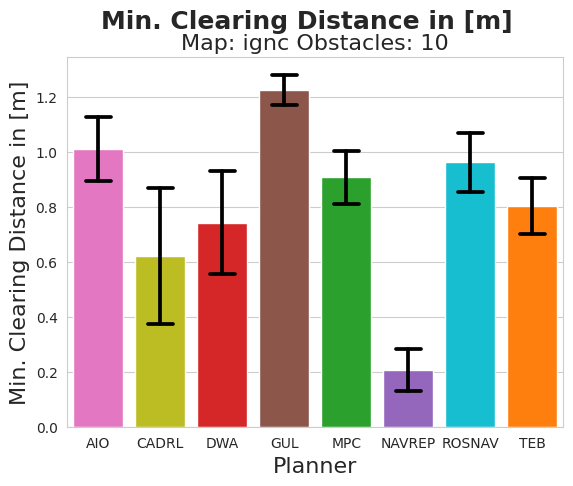 Min. Clearing Distance in [m]
Map: ignc Obstacles: 10
Min. Clearing Distance in [m]
1.2
1.0
0.8
0.6
0.4
0.2
0.0
AIO CADRL DWA GUL MPC NAVREP ROSNAV TEB
Planner